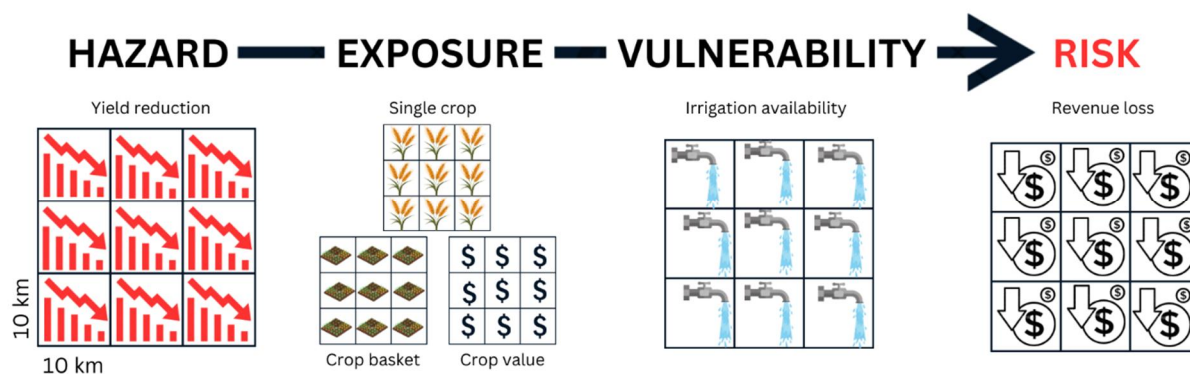 HAZARD EXPOSURE VULNERABILITY RISK
Yield reduction
Single crop
Irrigation availability
Revenue loss
Crop basket
Crop value
10 km
10 km